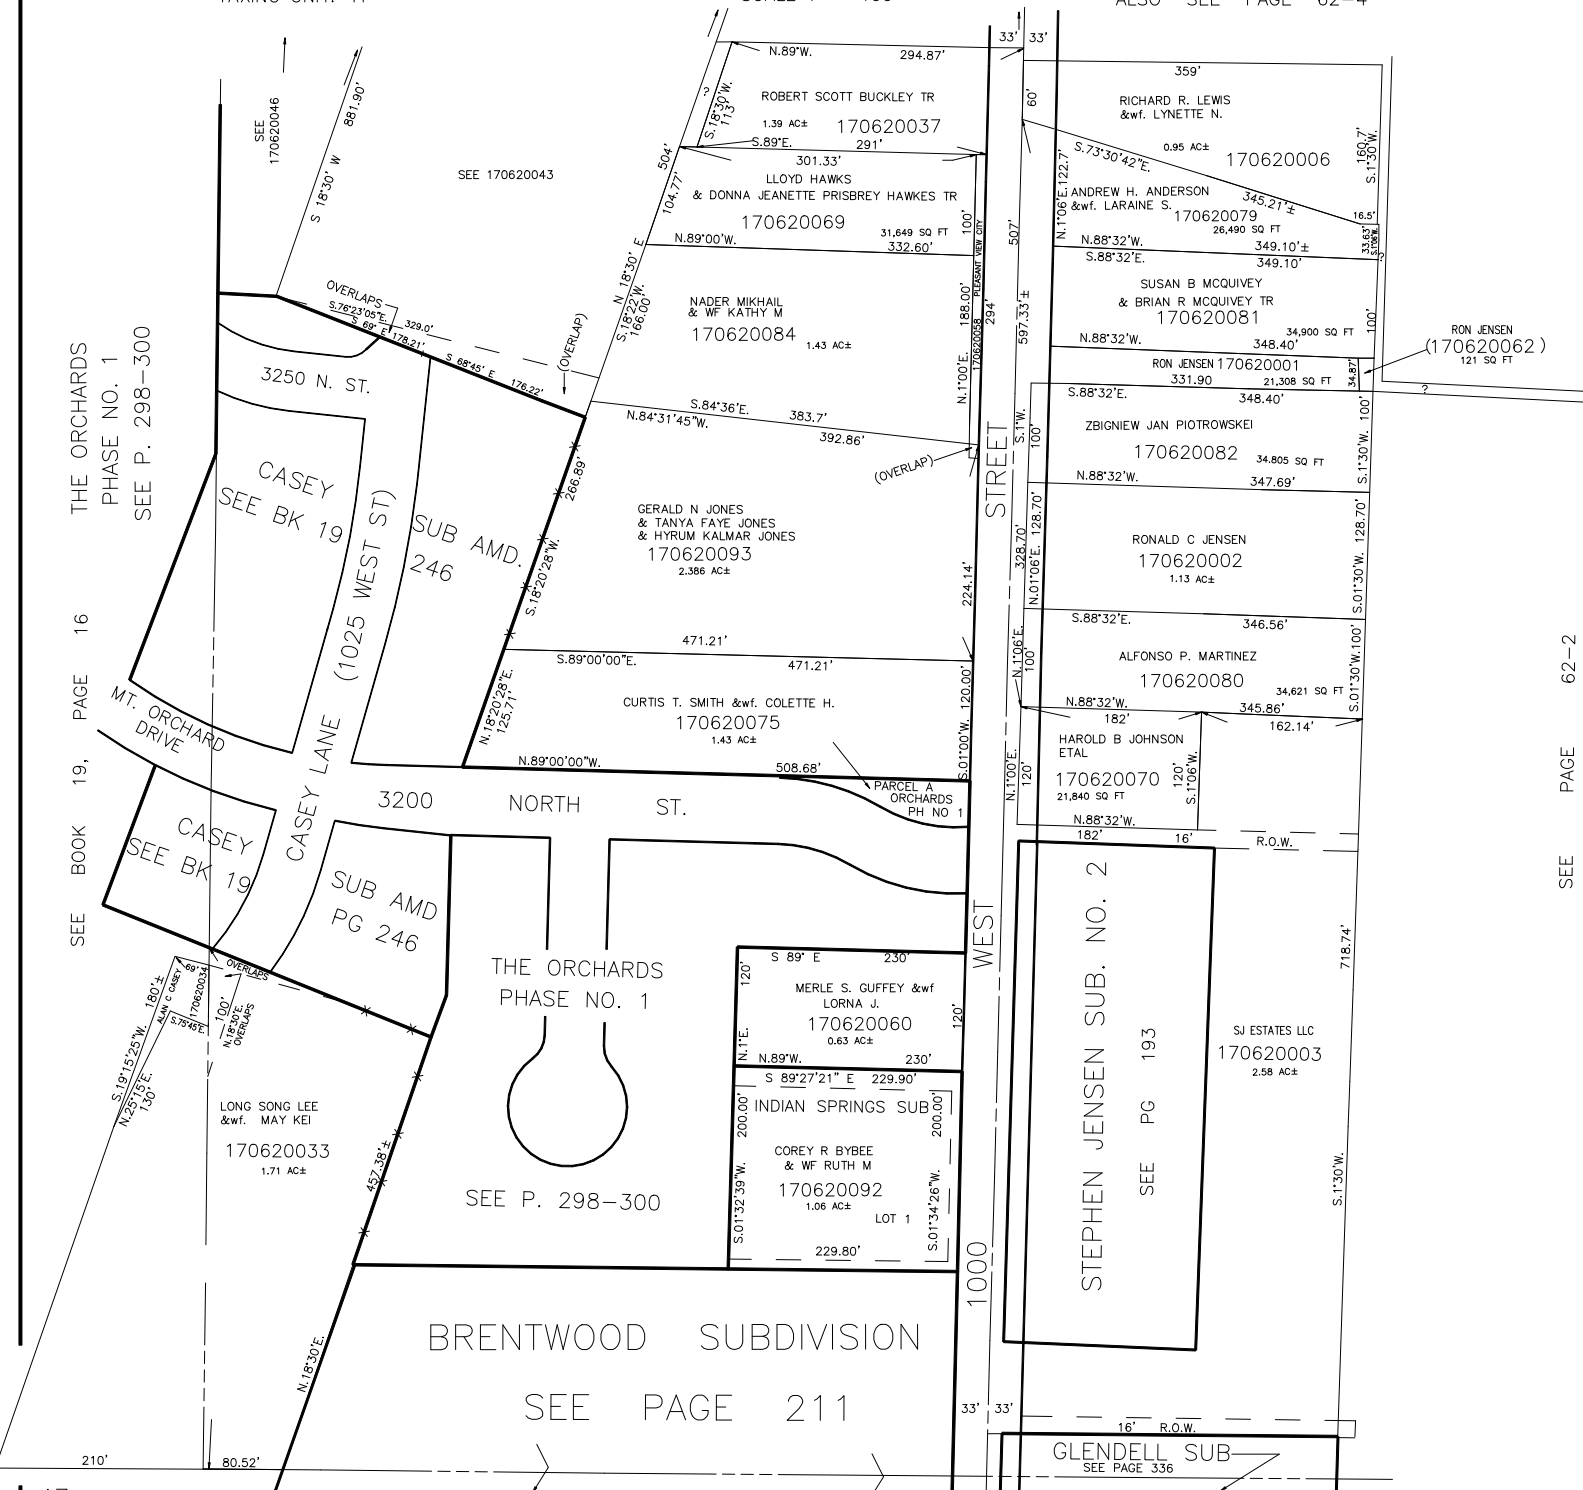 33' 33'
N.89°W. 294.87'
ROBERT SCOTT BUCKLEY TR
1.39 AC± 170620037
S.18°30'W.
113'
S.89°E. 291'
?
504'
SEE
170620046
881.90'
S 18°30' W
SEE 170620043
301.33'
LLOYD HAWKS
& DONNA JEANETTE PRISBREY HAWKES TR
170620069
31,649 SQ FT
100'
104.77'
N.89°00'W. 332.60'
N 18°30' E
S.18°22'W.
166.00'
NADER MIKHAIL
& WF KATHY M
170620084
1.43 AC±
188.00'
N.1°00'E.
170620058 PLEASANT VIEW CITY
294'
507'
597.33'±
359'
60'
RICHARD R. LEWIS
&wf. LYNETTE N.
0.95 AC± 170620006
160.7'
S.1°30'W.
S.73°30'42"E.
345.21'±
N.1°06'E.122.7'
ANDREW H. ANDERSON
&wf. LARAINE S.
170620079
26,490 SQ FT
16.5'
33.63'
S.1°06'W.
?
N.88°32'W. 349.10'±
S.88°32'E. 349.10'
SUSAN B MCQUIVEY
& BRIAN R MCQUIVEY TR
170620081
34,900 SQ FT
100'
N.88°32'W. 348.40'
RON JENSEN 170620001
331.90 21,308 SQ FT
34.87'
RON JENSEN
(170620062)
121 SQ FT
?
S.88°32'E. 348.40'
ZBIGNIEW JAN PIOTROWSKEI
170620082 34.805 SQ FT
S.1°W.
100'
S.1°30'W. 100'
N.88°32'W. 347.69'
RONALD C JENSEN
170620002
1.13 AC±
328.70'
N.01°06'E. 128.70'
S.01°30'W. 128.70'
S.88°32'E. 346.56'
ALFONSO P. MARTINEZ
170620080
34,621 SQ FT
N.1°06'E.
100'
S.01°30'W.100'
N.88°32'W. 345.86'
182' 162.14'
HAROLD B JOHNSON
ETAL
170620070
21,840 SQ FT
N.1°00'E.
120'
120'
S.1°06'W.
N.88°32'W.
182' 16' R.O.W.
OVERLAPS
S.76°23'05"E.
S 69° E 178.21'
329.0'
S 68°45' E 176.22'
(OVERLAP)
S.84°36'E. 383.7'
N.84°31'45"W. 392.86'
(OVERLAP)
THE ORCHARDS
PHASE NO. 1
SEE P. 298-300
3250 N. ST.
CASEY
SEE BK 19
SUB AMD.
246
CASEY LANE (1025 WEST ST)
266.89'
S.18°20'28"W.
GERALD N JONES
& TANYA FAYE JONES
& HYRUM KALMAR JONES
170620093
2.386 AC±
224.14'
471.21'
S.89°00'00"E. 471.21'
N.18°20'28"E.
125.71'
CURTIS T. SMITH &wf. COLETTE H.
170620075
1.43 AC±
S.01°00'W. 120.00'
N.89°00'00"W. 508.68'
PARCEL A
ORCHARDS
PH NO 1
SEE BOOK 19, PAGE 16
SEE PAGE 62-2
MT. ORCHARD
DRIVE
3200 NORTH ST.
CASEY
SEE BK 19
SUB AMD
PG 246
1000 WEST STREET
THE ORCHARDS
PHASE NO. 1
SEE P. 298-300
S 89° E 230'
120'
N.1°E.
MERLE S. GUFFEY &wf
LORNA J.
170620060
0.63 AC±
120'
N.89°W. 230'
S 89°27'21" E 229.90'
INDIAN SPRINGS SUB
200.00'
S.01°32'39"W.
200.00'
S.01°34'26"W.
COREY R BYBEE
& WF RUTH M
170620092
1.06 AC±
LOT 1
229.80'
STEPHEN JENSEN SUB. NO. 2
SEE PG 193
SJ ESTATES LLC
170620003
2.58 AC±
718.74'
S.1°30'W.
69'
OVERLAPS
180'±
S.19°15'25"W.
ALAN C CASEY
170620034
S.75°45'E.
100'
N.18°30'E.
OVERLAPS
N.25°15'E.
130'
LONG SONG LEE
&wf. MAY KEI
170620033
1.71 AC±
457.38'±
N.18°30'E.
BRENTWOOD SUBDIVISION
SEE PAGE 211
33' 33'
16' R.O.W.
GLENDELL SUB
SEE PAGE 336
210' 80.52'